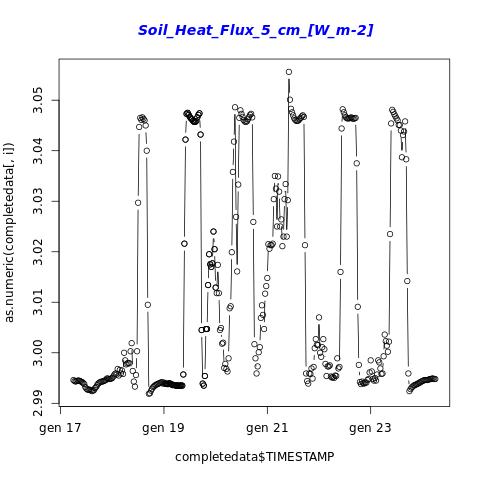 Soil_Heat_Flux_5_cm_[W_m-2]
as.numeric(completedata[, i])
3.05
3.04
3.03
3.02
3.01
3.00
2.99
gen 17
gen 19
gen 21
gen 23
completedata$TIMESTAMP